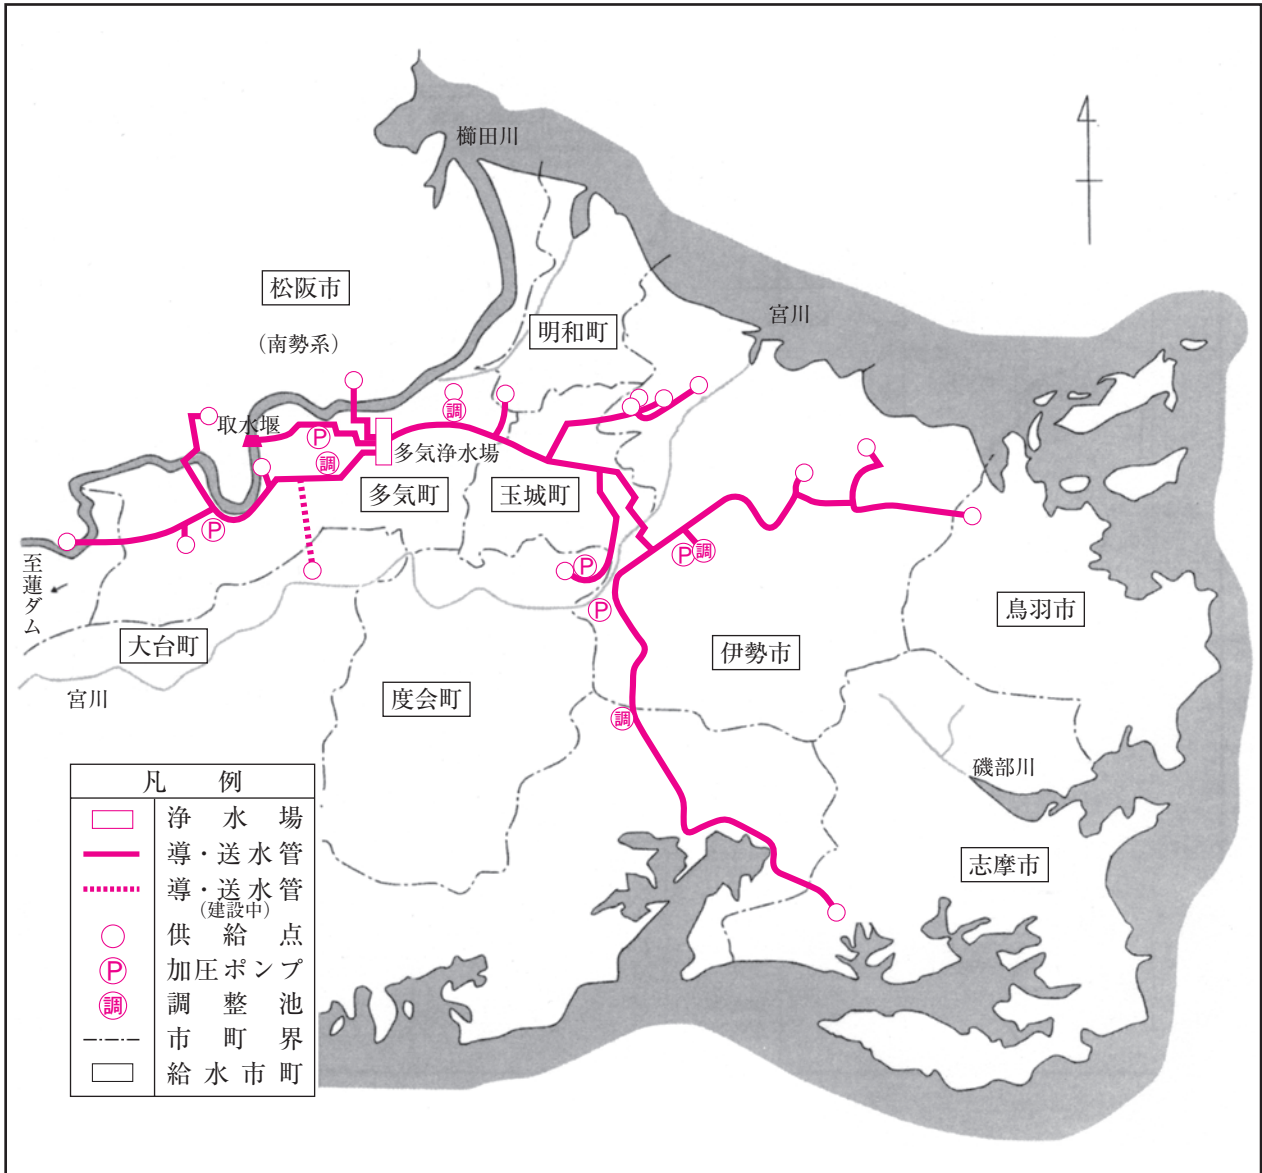 櫛田川
松阪市
（南勢系）
明和町
宮川
取水堰
調
P
調
多気浄水場
多気町
玉城町
P
P
P
調
P
至蓮ダム
大台町
宮川
度会町
伊勢市
鳥羽市
調
磯部川
志摩市
凡例
浄水場
導・送水管
導・送水管
（建設中）
供給点
P 加圧ポンプ
調 調整池
市町界
給水市町